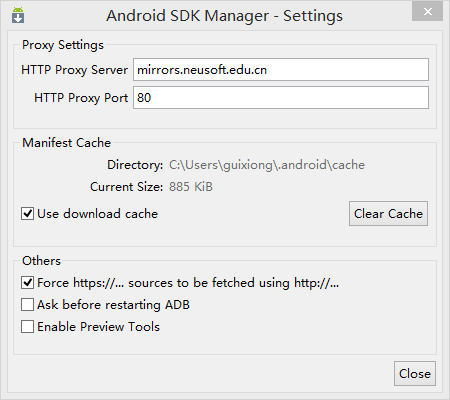 Android SDK Manager - Settings
Proxy Settings
HTTP Proxy Server mirrors.neusoft.edu.cn
HTTP Proxy Port 80
Manifest Cache
Directory: C:\Users\guixiong\.android\cache
Current Size: 885 KiB
Use download cache Clear Cache
Others
Force https://... sources to be fetched using http://...
Ask before restarting ADB
Enable Preview Tools
Close